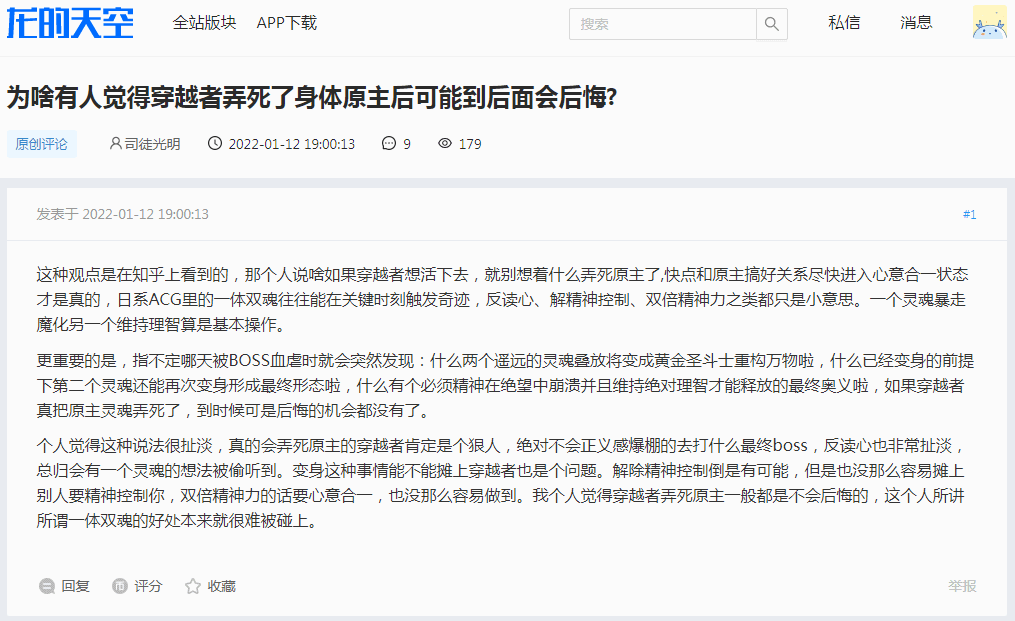 龙的天空 全站版块 APP下载 搜索 私信 消息
为啥有人觉得穿越者弄死了身体原主后可能到后面会后悔?
原创评论 司徒光明 2022-01-12 19:00:13 9 179
发表于 2022-01-12 19:00:13 #1
这种观点是在知乎上看到的，那个人说啥如果穿越者想活下去，就别想着什么弄死原主了,快点和原主搞好关系尽快进入心意合一状态
才是真的，日系ACG里的一体双魂往往能在关键时刻触发奇迹，反读心、解精神控制、双倍精神力之类都只是小意思。一个灵魂暴走
魔化另一个维持理智算是基本操作。
更重要的是，指不定哪天被BOSS血虐时就会突然发现：什么两个遥远的灵魂叠放将变成黄金圣斗士重构万物啦，什么已经变身的前提
下第二个灵魂还能再次变身形成最终形态啦，什么有个必须精神在绝望中崩溃并且维持绝对理智才能释放的最终奥义啦，如果穿越者
真把原主灵魂弄死了，到时候可是后悔的机会都没有了。
个人觉得这种说法很扯淡，真的会弄死原主的穿越者肯定是个狠人，绝对不会正义感爆棚的去打什么最终boss，反读心也非常扯淡，
总归会有一个灵魂的想法被偷听到。变身这种事情能不能摊上穿越者也是个问题。解除精神控制倒是有可能，但是也没那么容易摊上
别人要精神控制你，双倍精神力的话要心意合一，也没那么容易做到。我个人觉得穿越者弄死原主一般都是不会后悔的，这个人所讲
所谓一体双魂的好处本来就很难被碰上。
回复 评分 收藏 举报